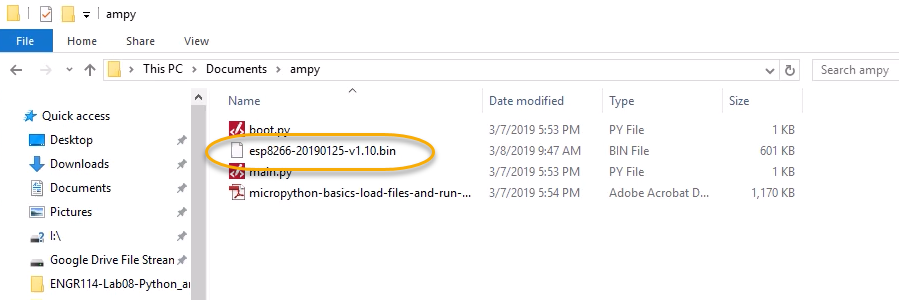 ampy
File Home Share View
This PC Documents ampy Search ampy
Name Date modified Type Size
Quick access
Desktop
Downloads
Documents
Pictures
I:\
Google Drive File Stream
ENGR114-Lab08-Python_ar
boot.py 3/7/2019 5:53 PM PY File 1 KB
esp8266-20190125-v1.10.bin 3/8/2019 9:47 AM BIN File 601 KB
main.py 3/7/2019 5:53 PM PY File 1 KB
micropython-basics-load-files-and-run-... 3/7/2019 5:54 PM Adobe Acrobat D... 1,170 KB